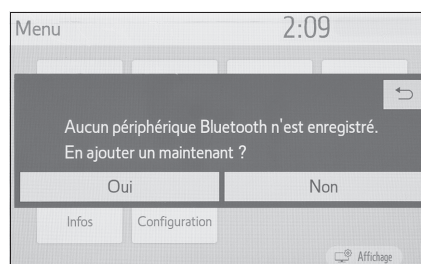 Menu 2:09
Aucun périphérique Bluetooth n'est enregistré.
En ajouter un maintenant ?
Oui Non
Infos Configuration
Affichage